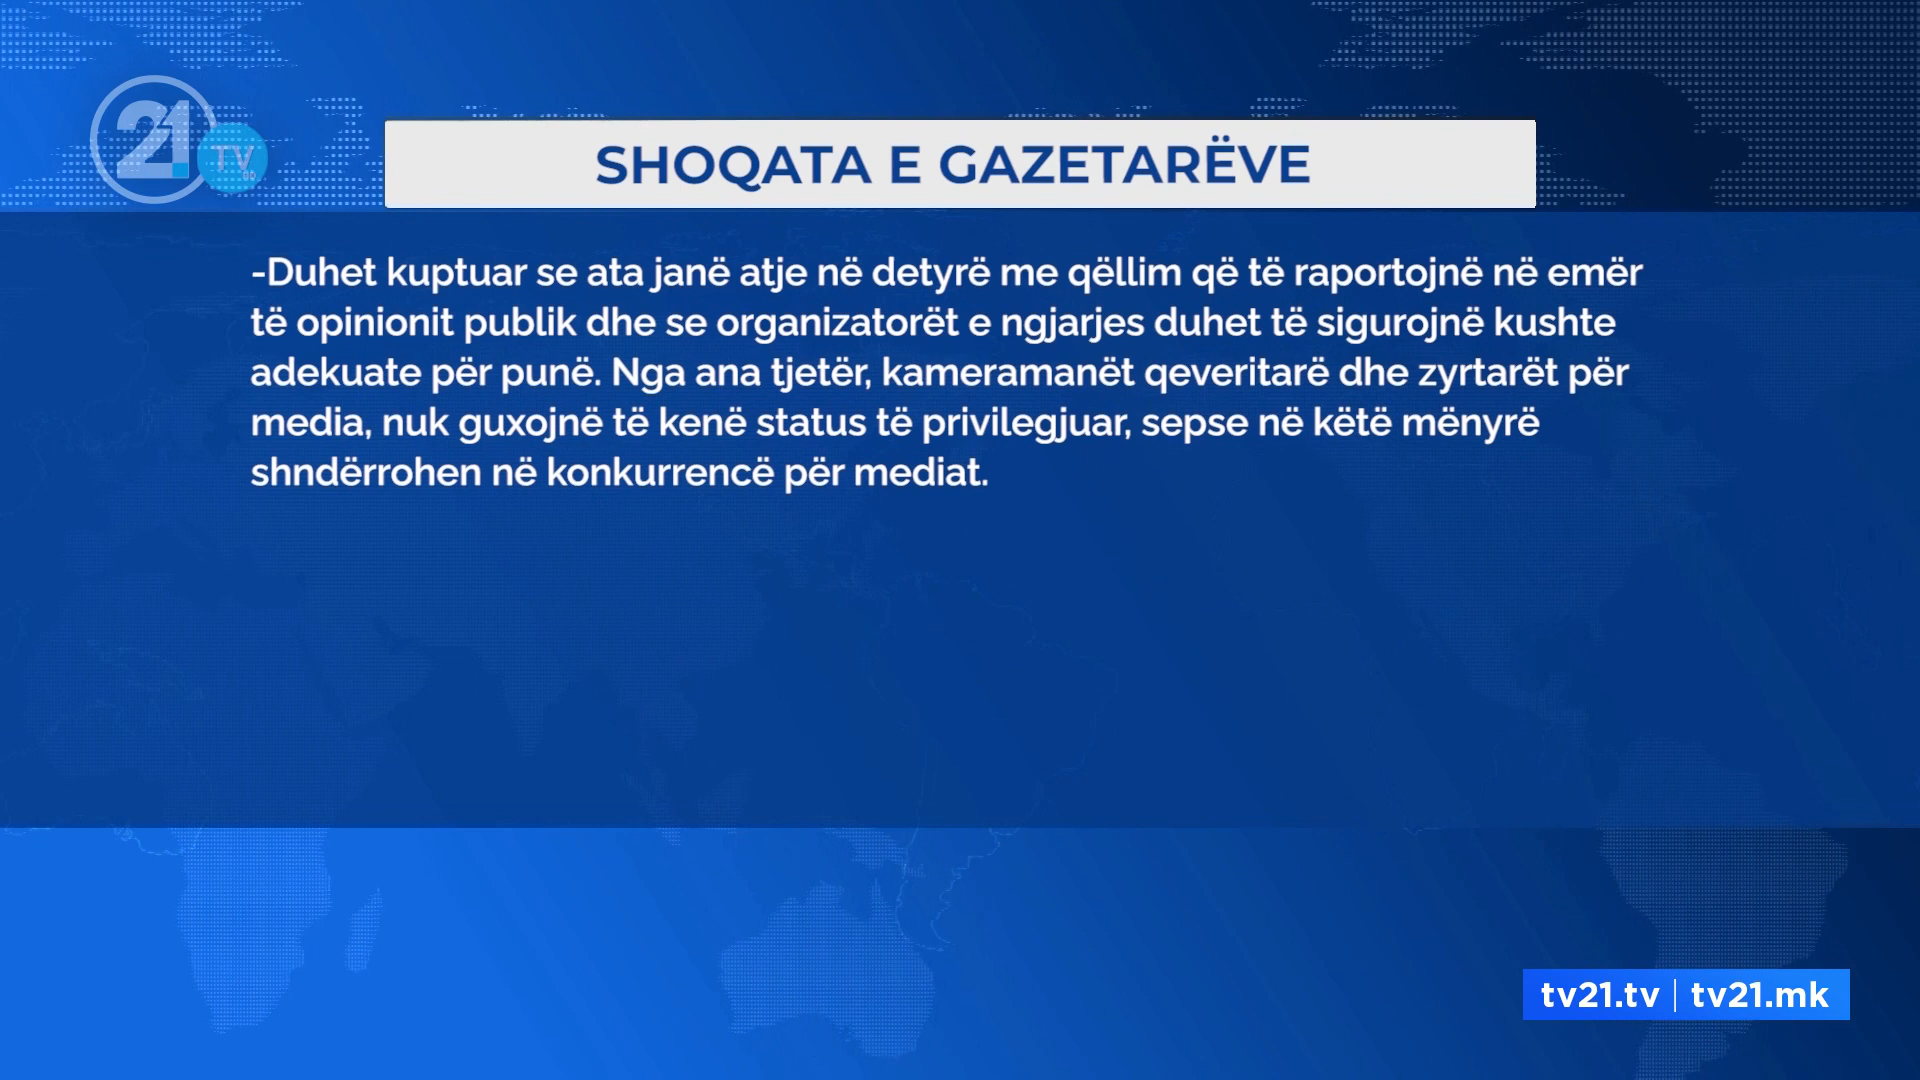 21
TV
HD
SHOQATA E GAZETARËVE
-Duhet kuptuar se ata janë atje në detyrë me qëllim që të raportojnë në emër
të opinionit publik dhe se organizatorët e ngjarjes duhet të sigurojnë kushte
adekuate për punë. Nga ana tjetër, kameramanët qeveritarë dhe zyrtarët për
media, nuk guxojnë të kenë status të privilegjuar, sepse në këtë mënyrë
shndërrohen në konkurrencë për mediat.
tv21.tv | tv21.mk